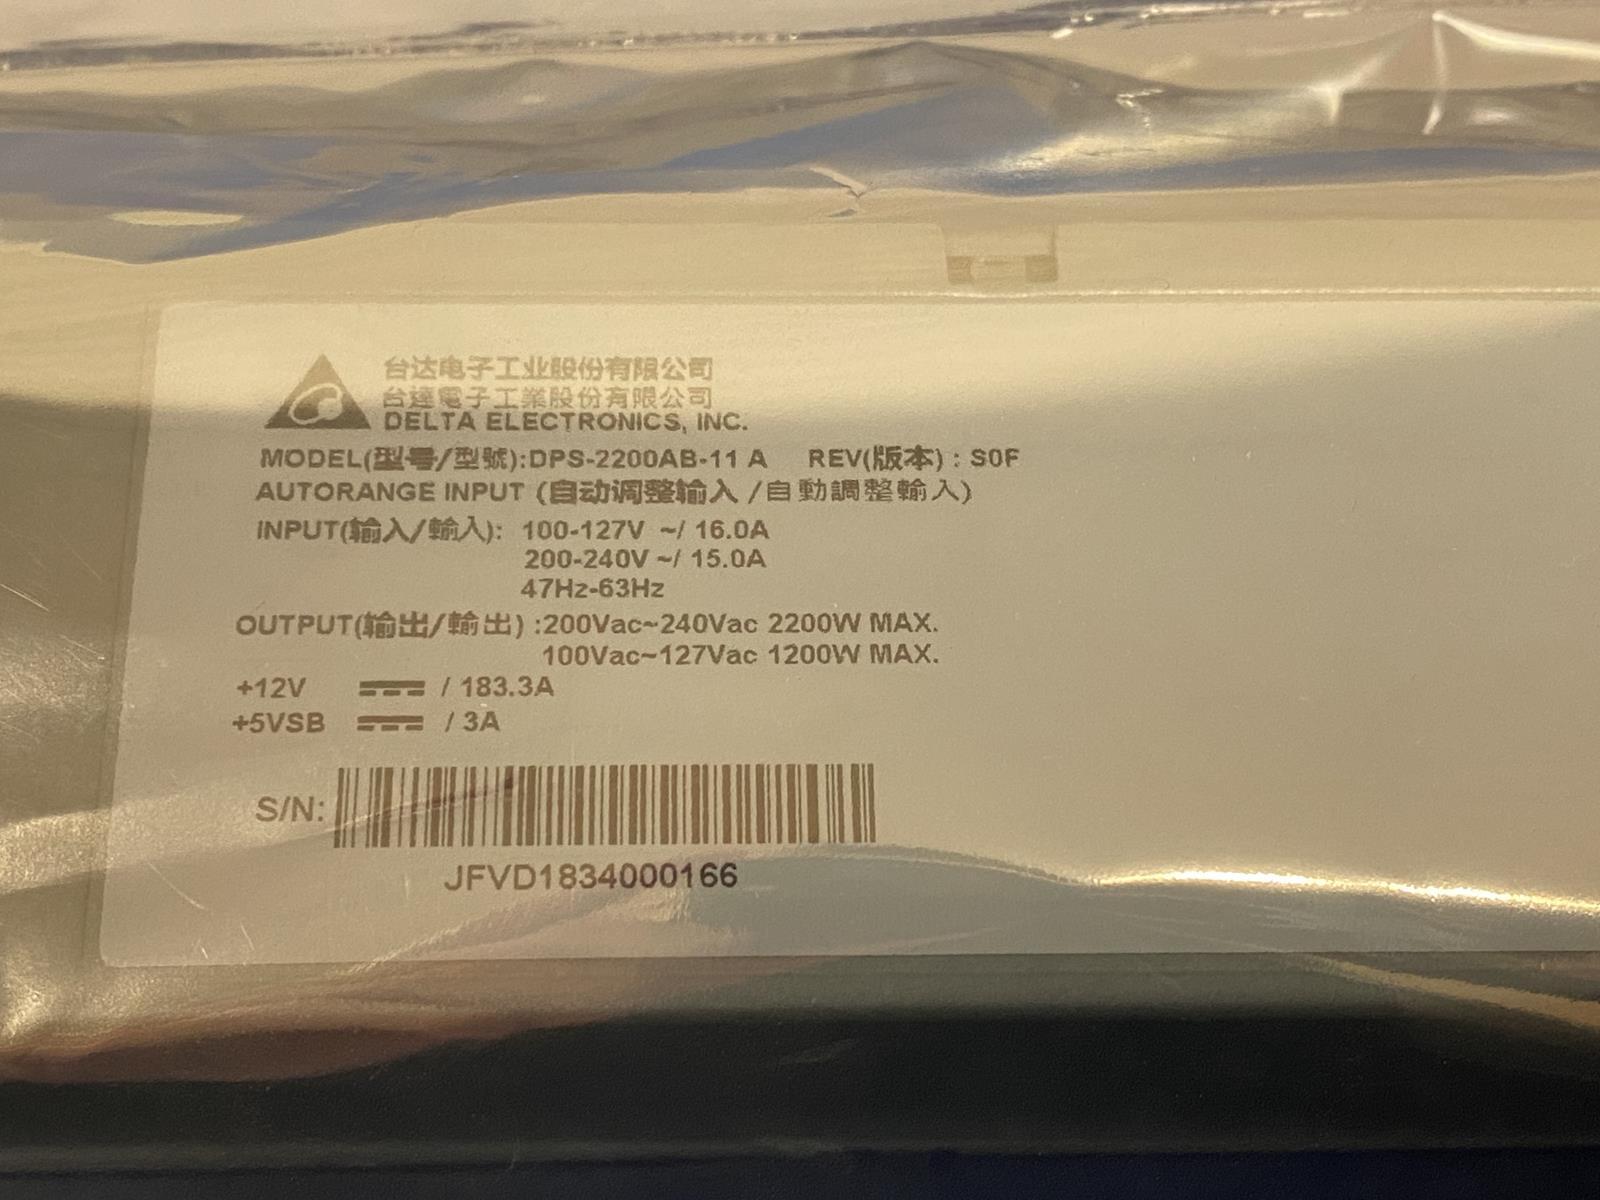 台达电子工业股份有限公司
台達電子工業股份有限公司
DELTA ELECTRONICS, INC.
MODEL(型号/型號):DPS-2200AB-11 A REV(版本) : S0F
AUTORANGE INPUT (自动调整输入 /自動調整輸入)
INPUT(输入/輸入): 100-127V ~/ 16.0A
200-240V ~/ 15.0A
47Hz-63Hz
OUTPUT(输出/輸出) :200Vac~240Vac 2200W MAX.
100Vac~127Vac 1200W MAX.
+12V / 183.3A
+5VSB / 3A
S/N:
JFVD1834000166